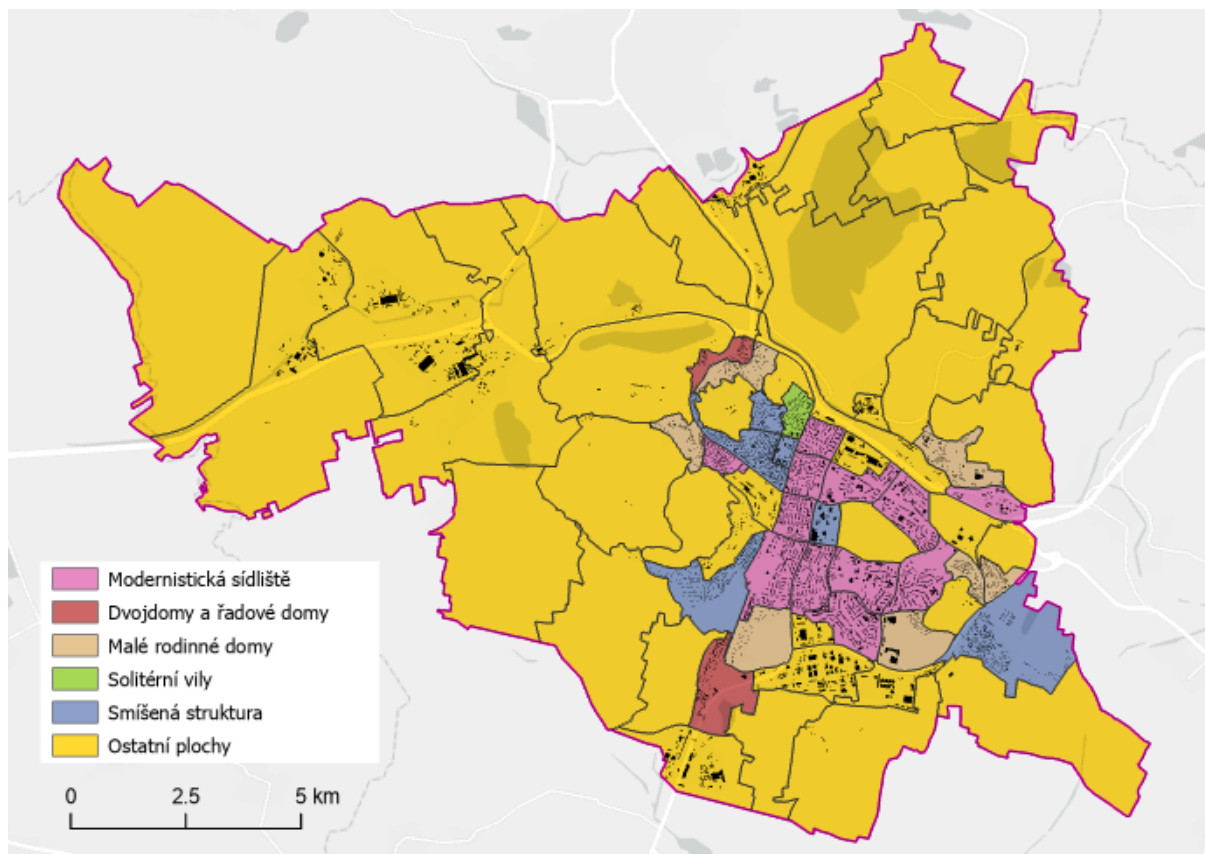 Modernistická sídliště
Dvojdomy a řadové domy
Malé rodinné domy
Solitérní vily
Smíšená struktura
Ostatní plochy
0 2.5 5 km